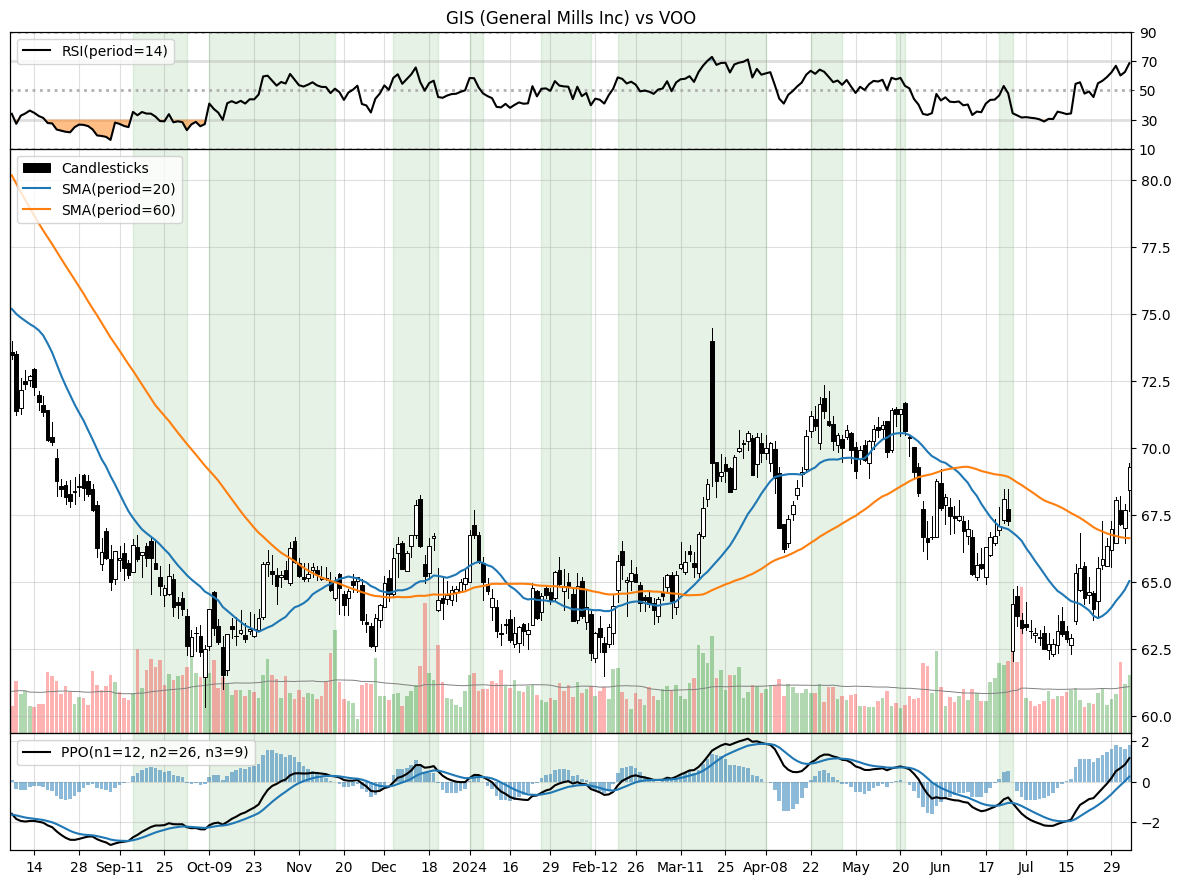 GIS (General Mills Inc) vs VOO
RSI(period=14)
90
70
50
30
10
Candlesticks
SMA(period=20)
SMA(period=60)
80.0
77.5
75.0
72.5
70.0
67.5
65.0
62.5
60.0
PPO(n1=12, n2=26, n3=9)
2
0
−2
14 28 Sep-11 25 Oct-09 23 Nov 20 Dec 18 2024 16 29 Feb-12 26 Mar-11 25 Apr-08 22 May 20 Jun 17 Jul 15 29